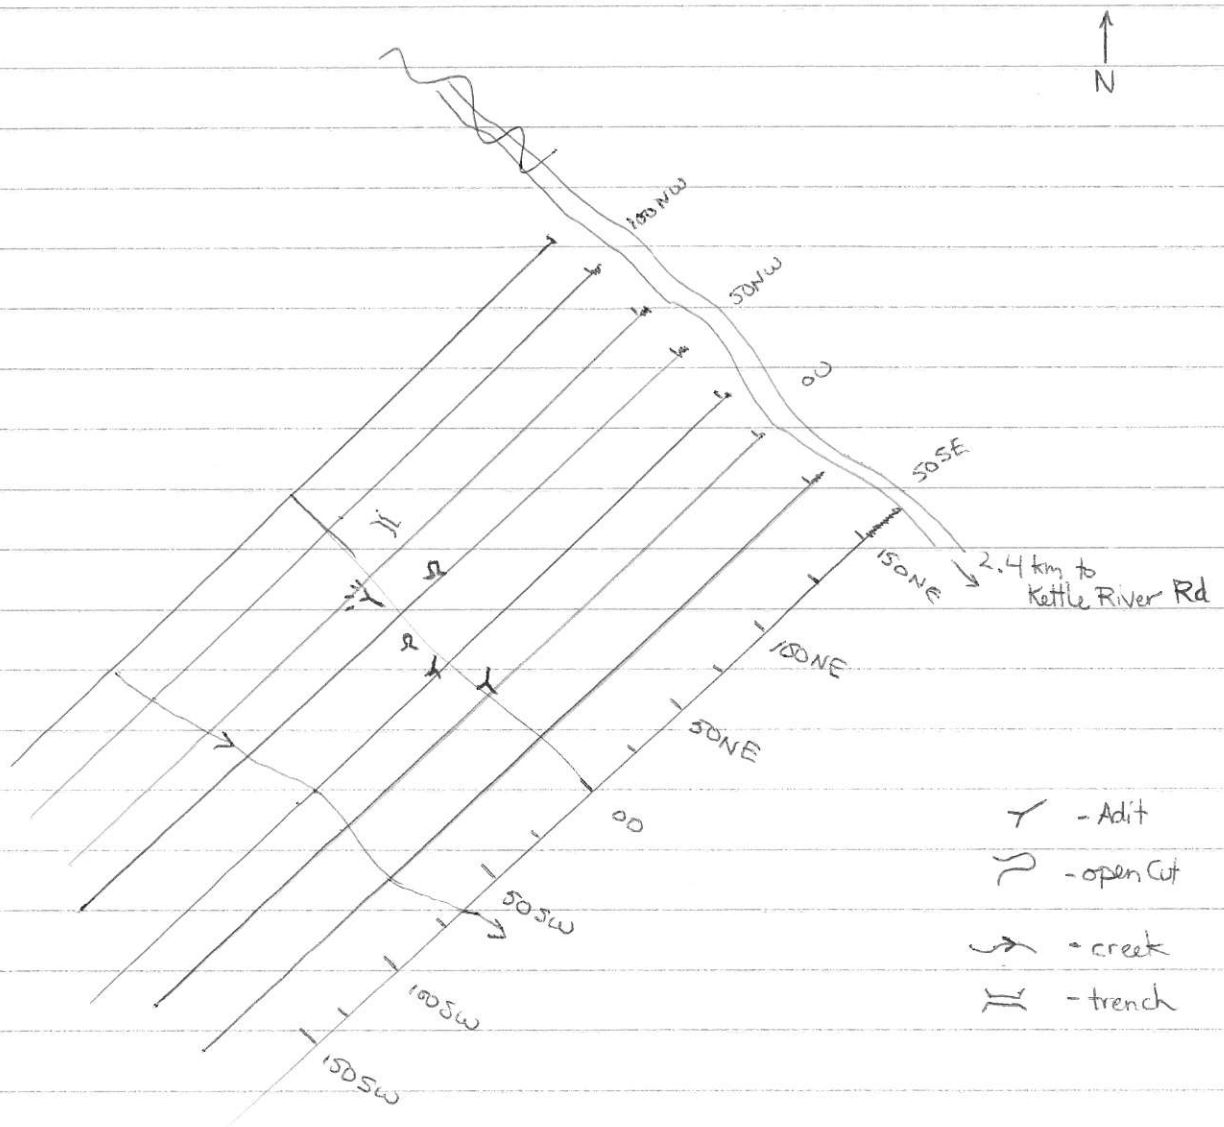 N
100NW
50NW
00
50SE
2.4 km to
Kettle River Rd
150NE
100NE
50NE
00
50SW
100SW
150SW
- Adit
- open Cut
- creek
- trench